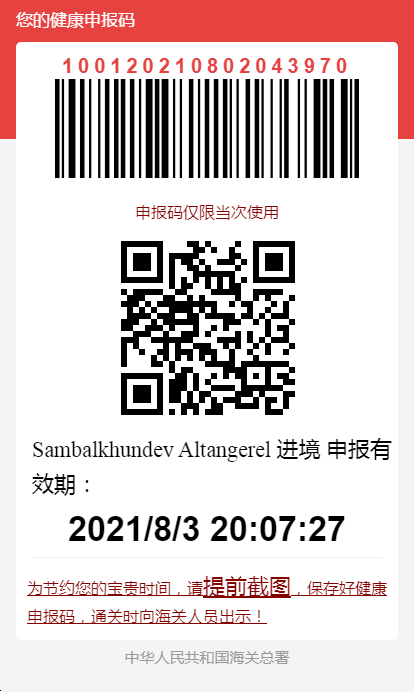 您的健康申报码
100120210802043970
申报码仅限当次使用
Sambalkhundev Altangerel 进境 申报有
效期：
2021/8/3 20:07:27
为节约您的宝贵时间，请提前截图，保存好健康
申报码，通关时向海关人员出示！
中华人民共和国海关总署